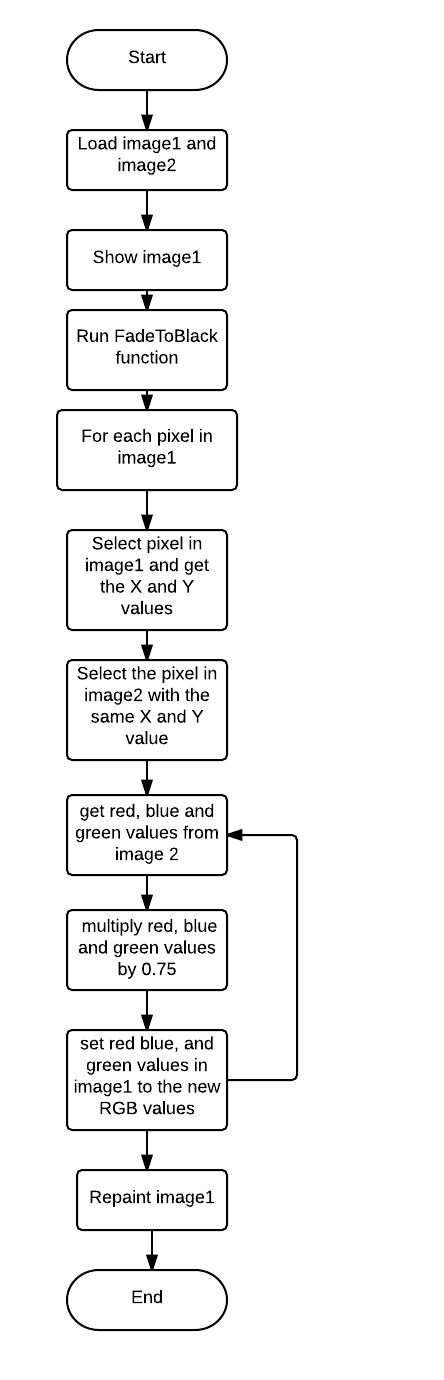 Start
Load image1 and
image2
Show image1
Run FadeToBlack
function
For each pixel in
image1
Select pixel in
image1 and get
the X and Y
values
Select the pixel in
image2 with the
same X and Y
value
get red, blue and
green values from
image 2
multiply red, blue
and green values
by 0.75
set red blue, and
green values in
image1 to the new
RGB values
Repaint image1
End